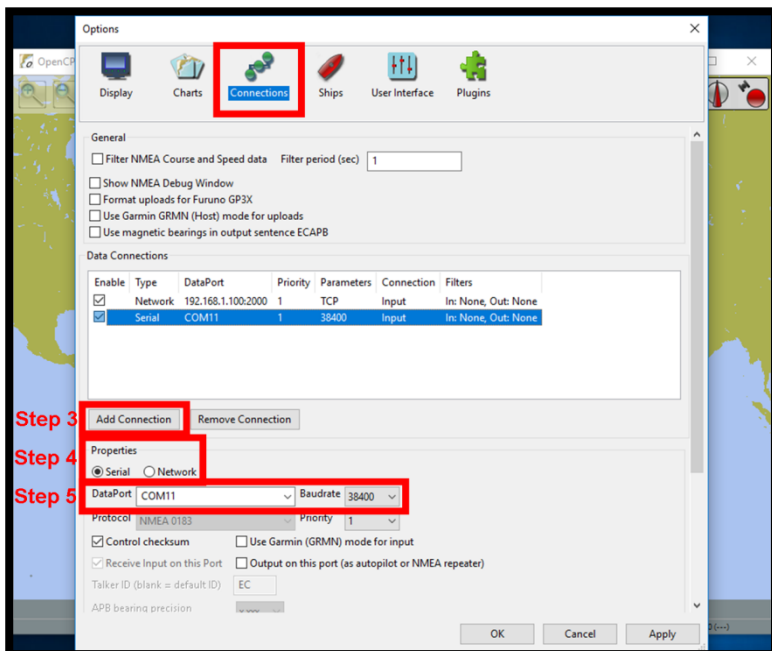 Options
OpenCP
Display Charts Connections Ships User Interface Plugins
General
Filter NMEA Course and Speed data Filter period (sec) 1
Show NMEA Debug Window
Format uploads for Furuno GP3X
Use Garmin GRMN (Host) mode for uploads
Use magnetic bearings in output sentence ECAPB
Data Connections
Enable Type DataPort Priority Parameters Connection Filters
Network 192.168.1.100:2000 1 TCP Input In: None, Out: None
Serial COM11 1 38400 Input In: None, Out: None
Step 3 Add Connection Remove Connection
Properties
Step 4
Serial Network
Step 5 DataPort COM11 Baudrate 38400
Protocol NMEA 0183 Priority 1
Control checksum Use Garmin (GRMN) mode for input
Receive Input on this Port Output on this port (as autopilot or NMEA repeater)
Talker ID (blank = default ID) EC
APB bearing precision
OK Cancel Apply